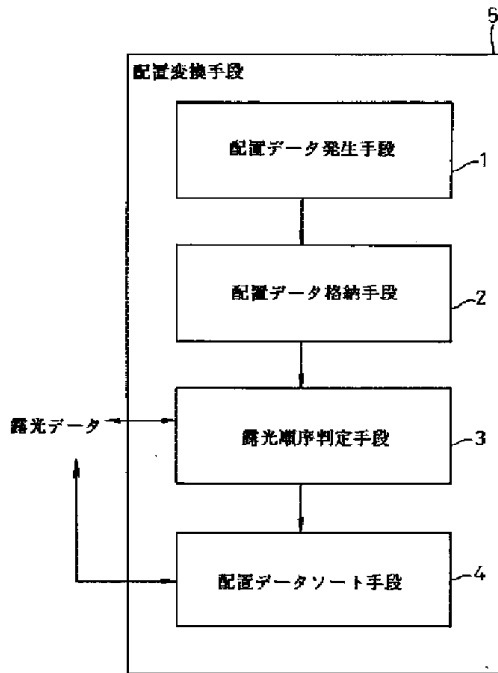 5
配置変換手段
配置データ発生手段
1
配置データ格納手段
2
露光データ
露光順序判定手段
3
配置データソート手段
4